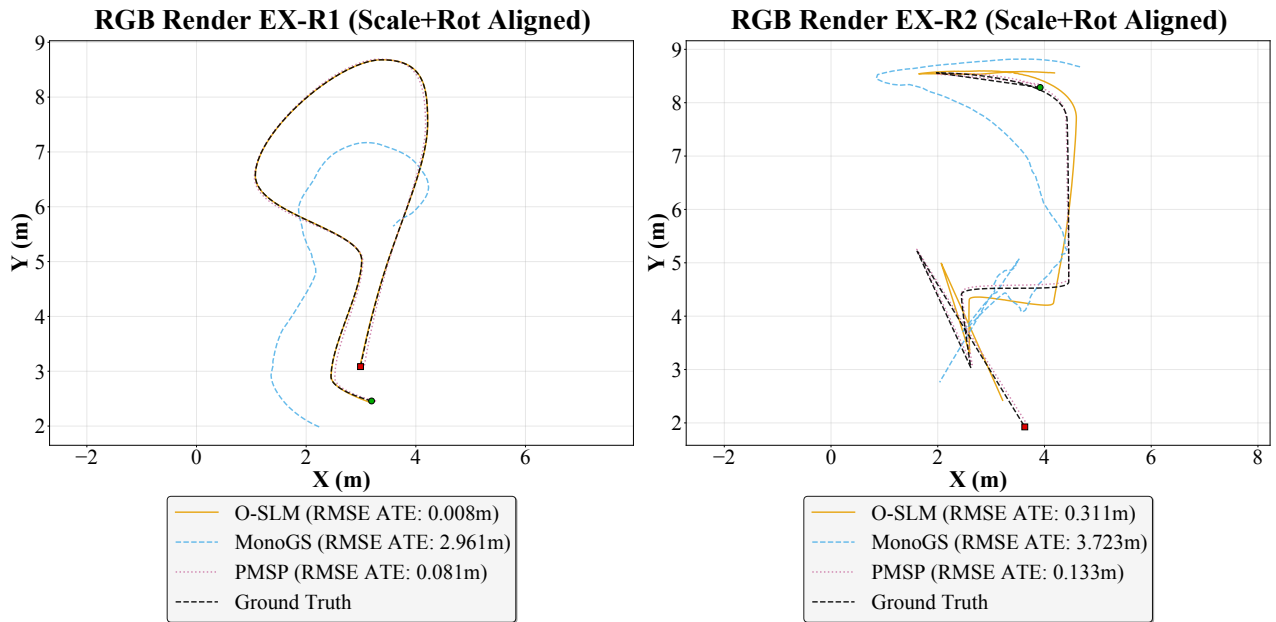 RGB Render EX-R1 (Scale+Rot Aligned)
9
8
7
6
5
4
3
2
Y (m)
−2 0 2 4 6
X (m)
O-SLM (RMSE ATE: 0.008m)
MonoGS (RMSE ATE: 2.961m)
PMSP (RMSE ATE: 0.081m)
Ground Truth
RGB Render EX-R2 (Scale+Rot Aligned)
9
8
7
6
5
4
3
2
Y (m)
−2 0 2 4 6 8
X (m)
O-SLM (RMSE ATE: 0.311m)
MonoGS (RMSE ATE: 3.723m)
PMSP (RMSE ATE: 0.133m)
Ground Truth